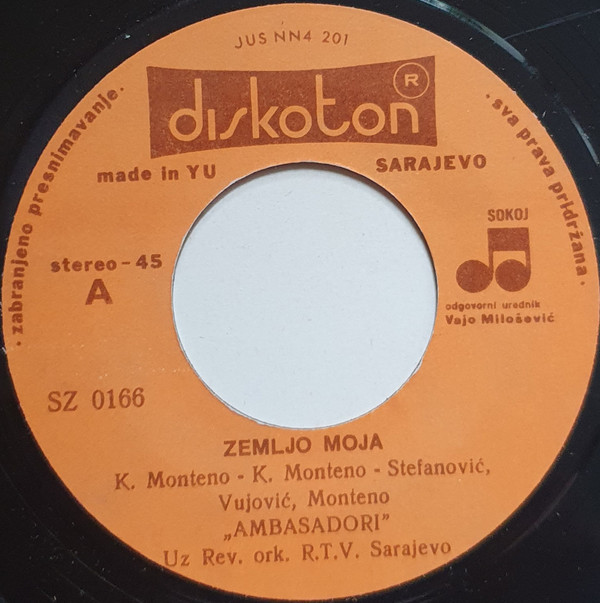 JUS NN4 201
diskoton ®
made in YU
SARAJEVO
· zabranjeno presnimavanje ·
· sva prava pridržana ·
stereo - 45
A
SOKOJ
odgovorni urednik
Vajo Milošević
SZ 0166
ZEMLJO MOJA
K. Monteno - K. Monteno - Stefanović,
Vujović, Monteno
„AMBASADORI”
Uz Rev. ork. R.T.V. Sarajevo